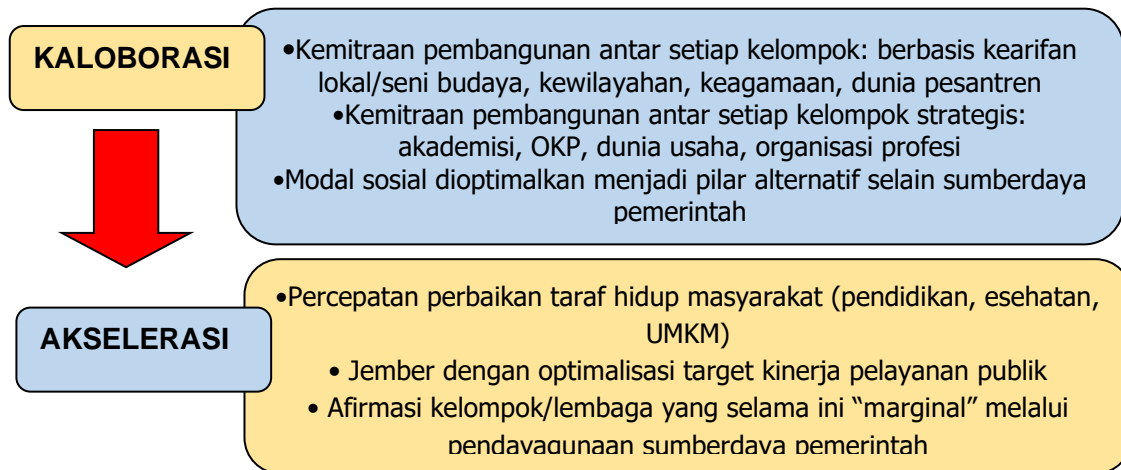 KALOBORASI
•Kemitraan pembangunan antar setiap kelompok: berbasis kearifan
lokal/seni budaya, kewilayahan, keagamaan, dunia pesantren
•Kemitraan pembangunan antar setiap kelompok strategis:
akademisi, OKP, dunia usaha, organisasi profesi
•Modal sosial dioptimalkan menjadi pilar alternatif selain sumberdaya
pemerintah
AKSELERASI
•Percepatan perbaikan taraf hidup masyarakat (pendidikan, esehatan,
UMKM)
• Jember dengan optimalisasi target kinerja pelayanan publik
• Afirmasi kelompok/lembaga yang selama ini “marginal” melalui
pendayagunaan sumberdaya pemerintah